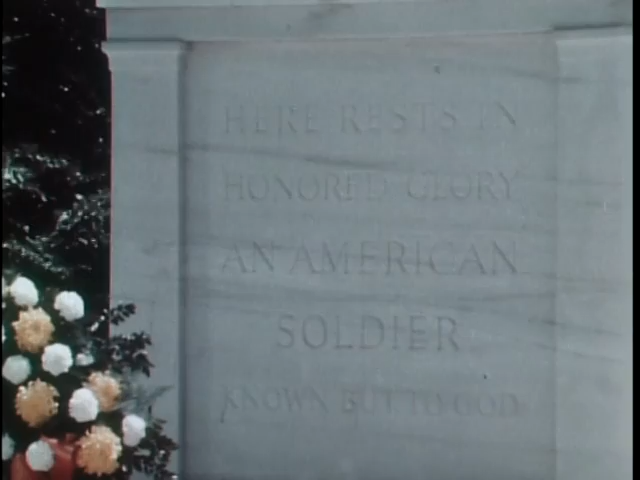 HERE RESTS IN
HONORED GLORY
AN AMERICAN
SOLDIER
KNOWN BUT TO GOD